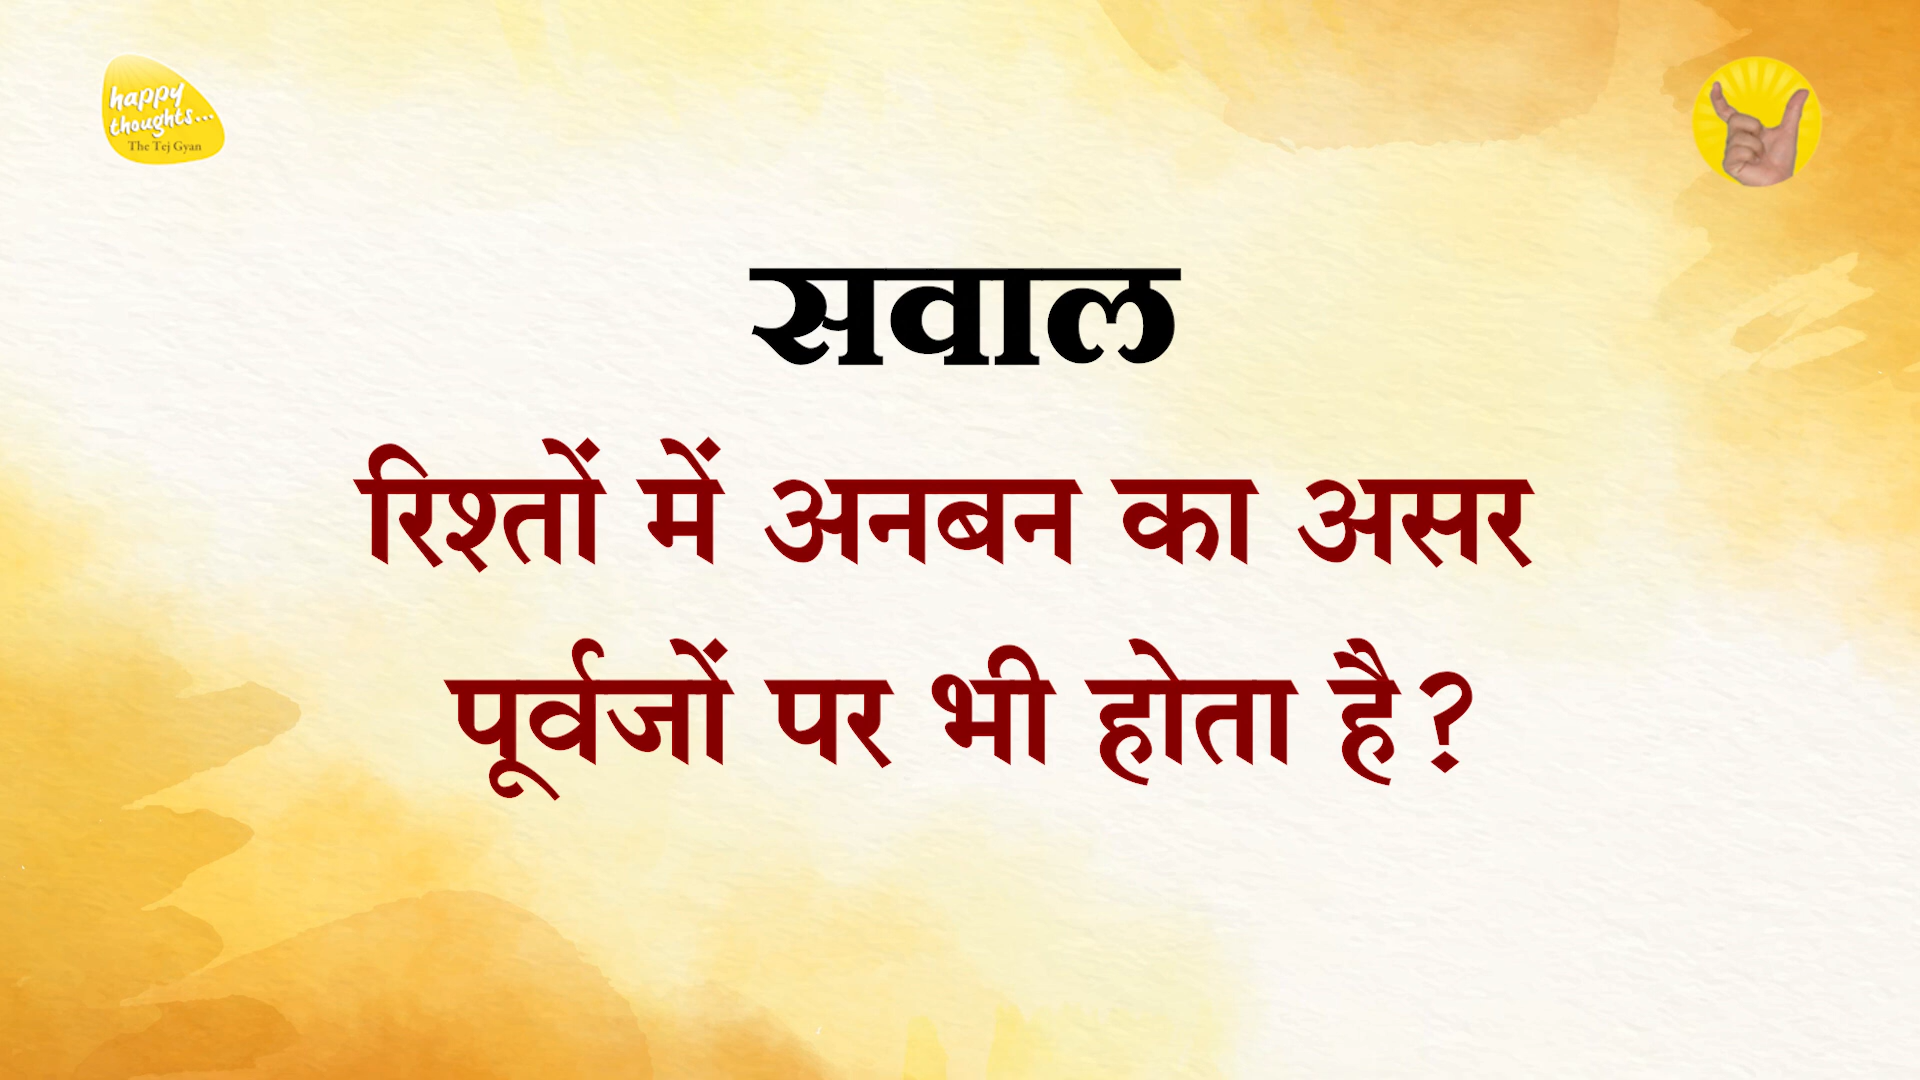 happy
thoughts...
The Tej Gyan
सवाल
रिश्तों में अनबन का असर
पूर्वजों पर भी होता है?